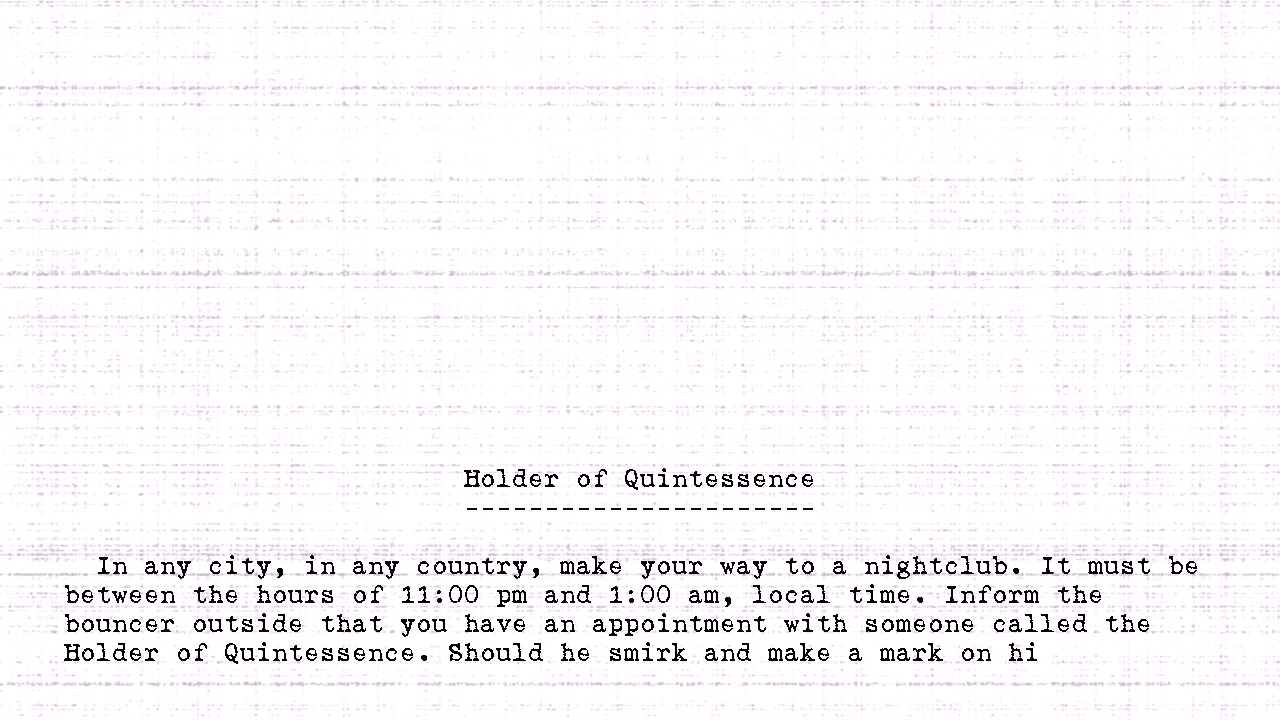 Holder of Quintessence
----------------------
In any city, in any country, make your way to a nightclub. It must be
between the hours of 11:00 pm and 1:00 am, local time. Inform the
bouncer outside that you have an appointment with someone called the
Holder of Quintessence. Should he smirk and make a mark on hi